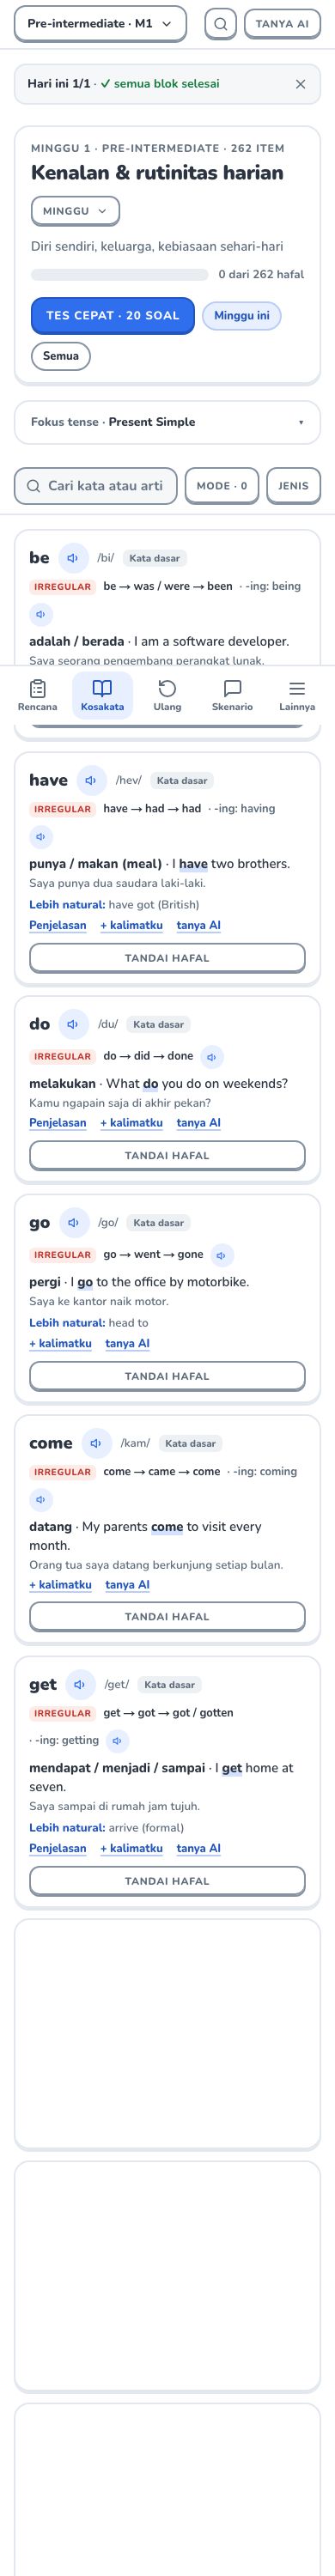 Pre-intermediate · M1
TANYA AI
Hari ini 1/1 · ✓ semua blok selesai
MINGGU 1 · PRE-INTERMEDIATE · 262 ITEM
Kenalan & rutinitas harian
MINGGU
Diri sendiri, keluarga, kebiasaan sehari-hari
0 dari 262 hafal
TES CEPAT · 20 SOAL
Minggu ini
Semua
Fokus tense · Present Simple
Cari kata atau arti
MODE · 0
JENIS
be /bi/ Kata dasar
IRREGULAR be → was / were → been · -ing: being
adalah / berada · I am a software developer.
Saya seorang pengembang perangkat lunak.
Rencana
Kosakata
Ulang
Skenario
Lainnya
have /hev/ Kata dasar
IRREGULAR have → had → had · -ing: having
punya / makan (meal) · I have two brothers.
Saya punya dua saudara laki-laki.
Lebih natural: have got (British)
Penjelasan + kalimatku tanya AI
TANDAI HAFAL
do /du/ Kata dasar
IRREGULAR do → did → done
melakukan · What do you do on weekends?
Kamu ngapain saja di akhir pekan?
Penjelasan + kalimatku tanya AI
TANDAI HAFAL
go /go/ Kata dasar
IRREGULAR go → went → gone
pergi · I go to the office by motorbike.
Saya ke kantor naik motor.
Lebih natural: head to
+ kalimatku tanya AI
TANDAI HAFAL
come /kam/ Kata dasar
IRREGULAR come → came → come · -ing: coming
datang · My parents come to visit every
month.
Orang tua saya datang berkunjung setiap bulan.
+ kalimatku tanya AI
TANDAI HAFAL
get /get/ Kata dasar
IRREGULAR get → got → got / gotten
· -ing: getting
mendapat / menjadi / sampai · I get home at
seven.
Saya sampai di rumah jam tujuh.
Lebih natural: arrive (formal)
Penjelasan + kalimatku tanya AI
TANDAI HAFAL